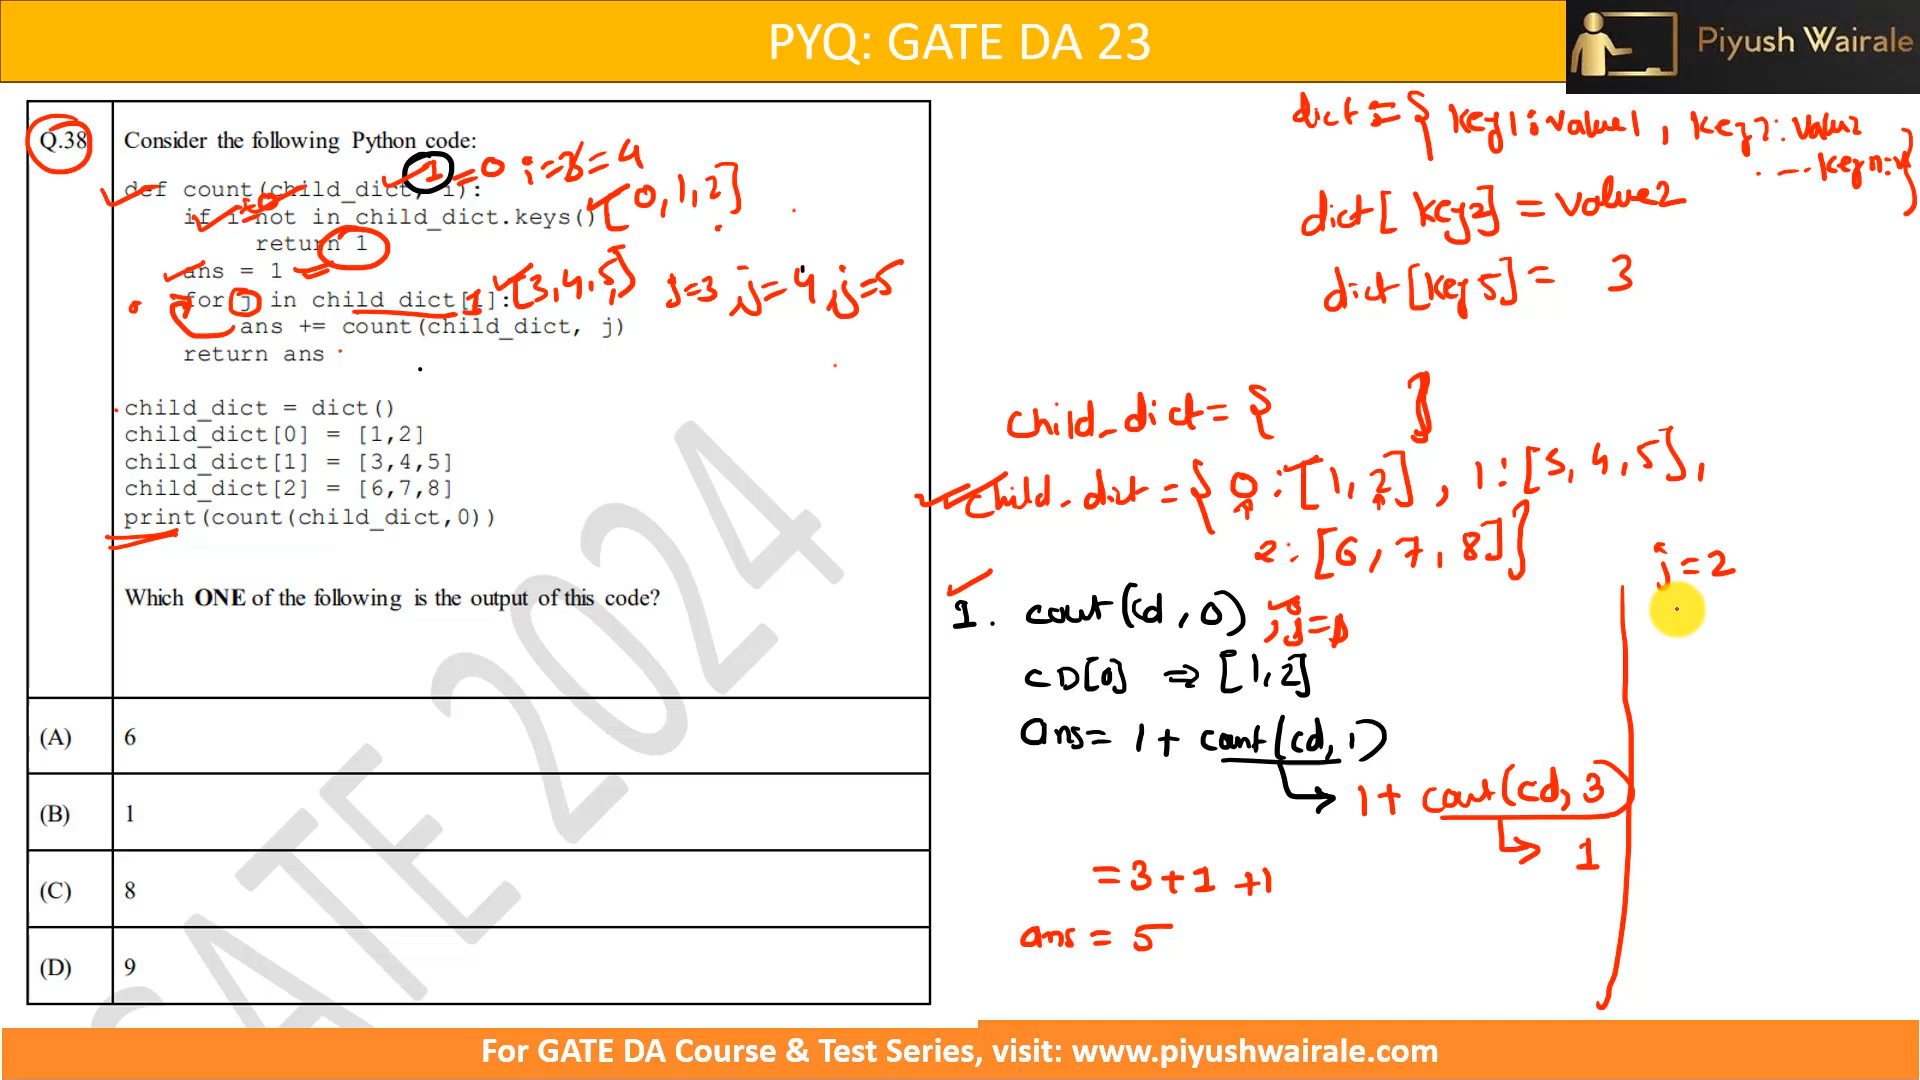 PYQ: GATE DA 23
Piyush Wairale
Q.38
Consider the following Python code:
def count(child_dict, i):
if i not in child_dict.keys()
return 1
ans = 1
for j in child_dict[i]:
ans += count(child_dict, j)
return ans
child_dict = dict()
child_dict[0] = [1,2]
child_dict[1] = [3,4,5]
child_dict[2] = [6,7,8]
print(count(child_dict,0))
Which ONE of the following is the output of this code?
(A) 6
(B) 1
(C) 8
(D) 9
GATE 2024
1 = 0 i = 3 = 4
[0, 1, 2]
1 [3, 4, 5] j=3, j=4, j=5
dict = { key1: value1, key2: value2
dict[key2] = value2
dict[key5] = 3
child_dict = { }
child_dict = { 0 : [1, 2], 1 : [3, 4, 5],
2: [6, 7, 8] }
1. cout(cd, 0)
CD[0] ⇒ [1,2]
ans = 1 + count(cd, 1)
1 + cout(cd, 3)
1
= 3 + 1 + 1
ans = 5
j = 2
For GATE DA Course & Test Series, visit: www.piyushwairale.com